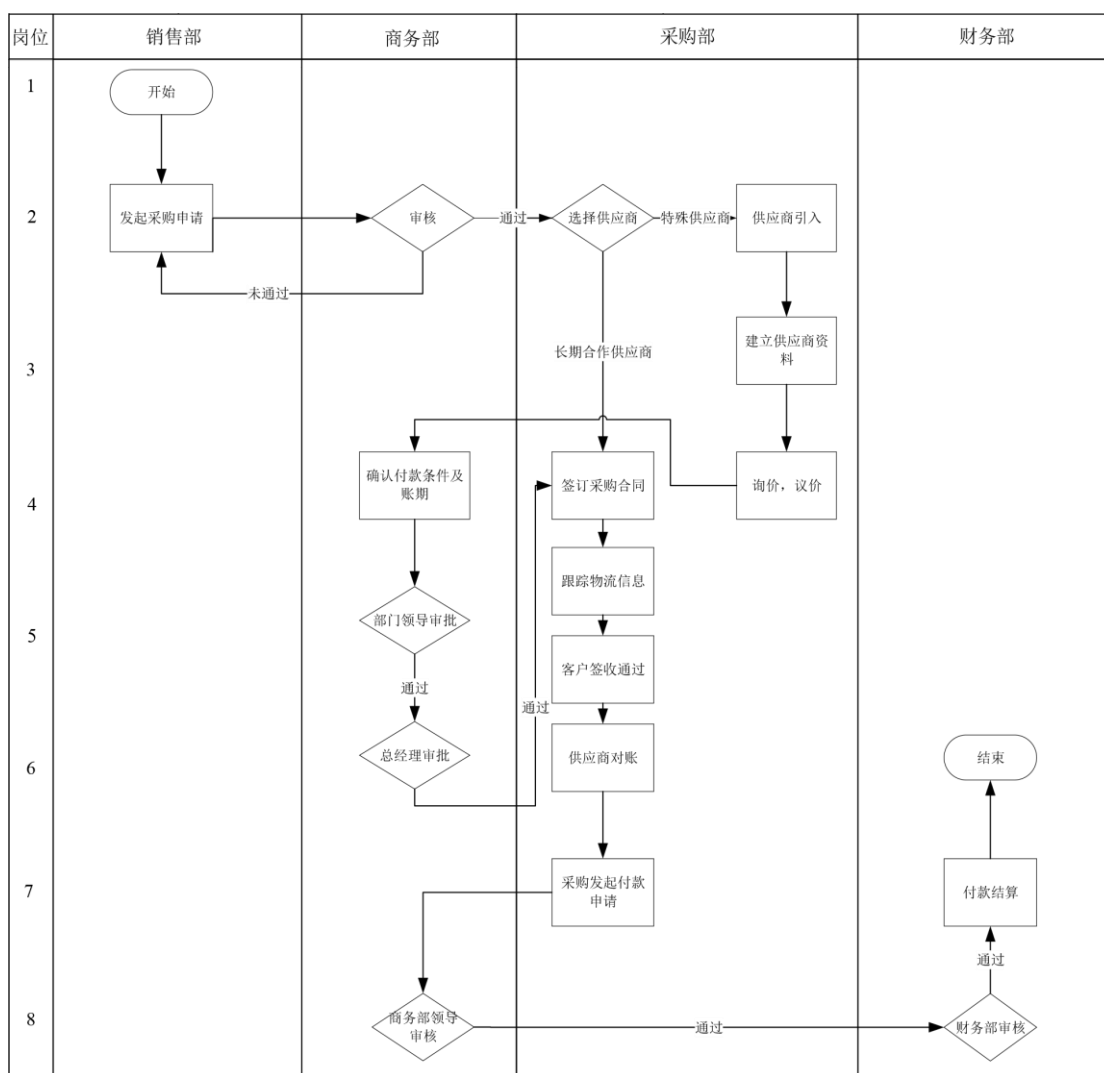 岗位
销售部
商务部
采购部
财务部
1
开始
2
发起采购申请
审核
通过
选择供应商
特殊供应商
供应商引入
未通过
3
长期合作供应商
建立供应商资
料
4
确认付款条件及
账期
签订采购合同
询价，议价
跟踪物流信息
5
部门领导审批
客户签收通过
通过
通过
6
总经理审批
供应商对账
结束
7
采购发起付款
申请
付款结算
通过
8
商务部领导
审核
通过
财务部审核